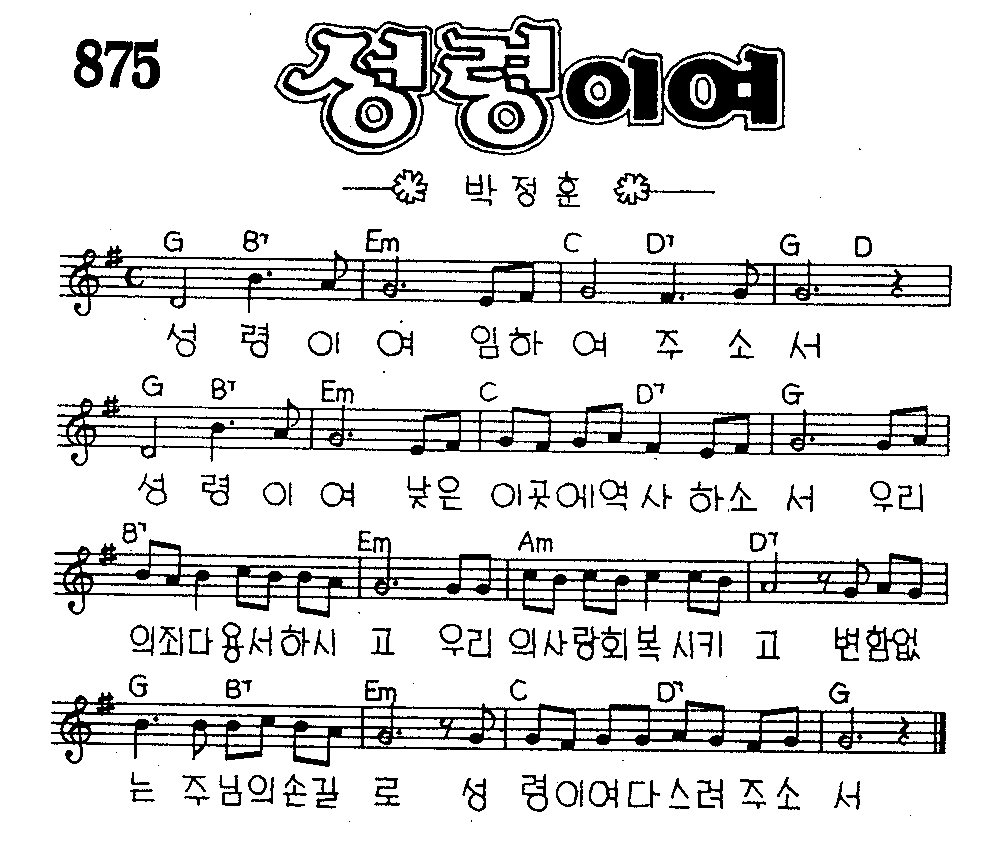 875
성령이여
박정훈
G B7 Em C D7 G D
성 령 이 여 임하 여 주 소 서
G B7 Em C D7 G
성 령 이 여 낮은 이곳에역 사 하소 서 우리
B7 Em Am D7
의죄다 용서하시 고 우리 의사랑회복 시키 고 변함없
G B7 Em C D7 G
는 주님의손길 로 성 령이여다스려 주소 서